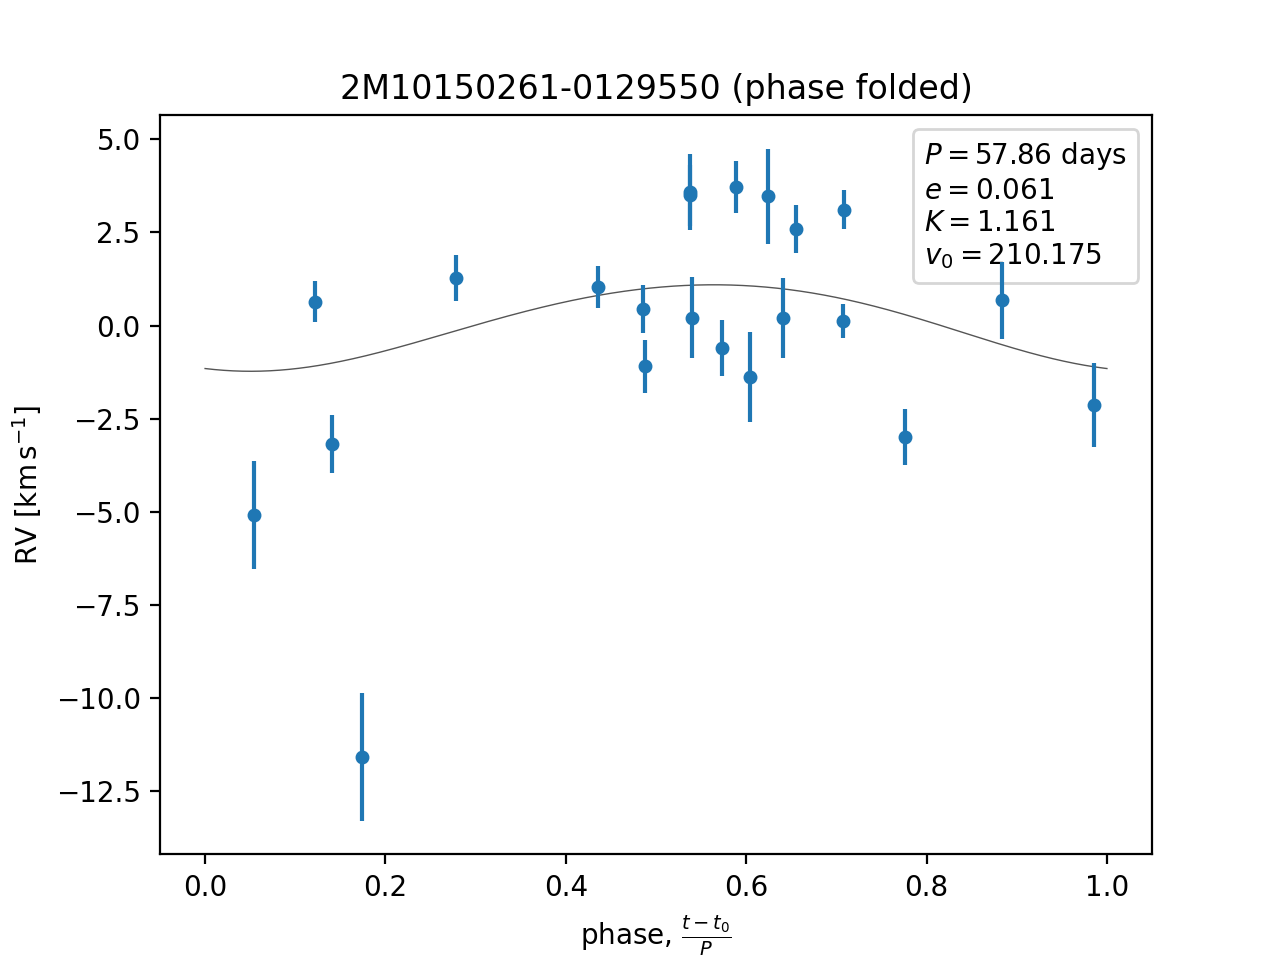 2M10150261-0129550 (phase folded)
P = 57.86 days
e = 0.061
K = 1.161
v₀ = 210.175
5.0
2.5
0.0
−2.5
−5.0
−7.5
−10.0
−12.5
RV [km s⁻¹]
0.0 0.2 0.4 0.6 0.8 1.0
phase, (t − t₀)/P